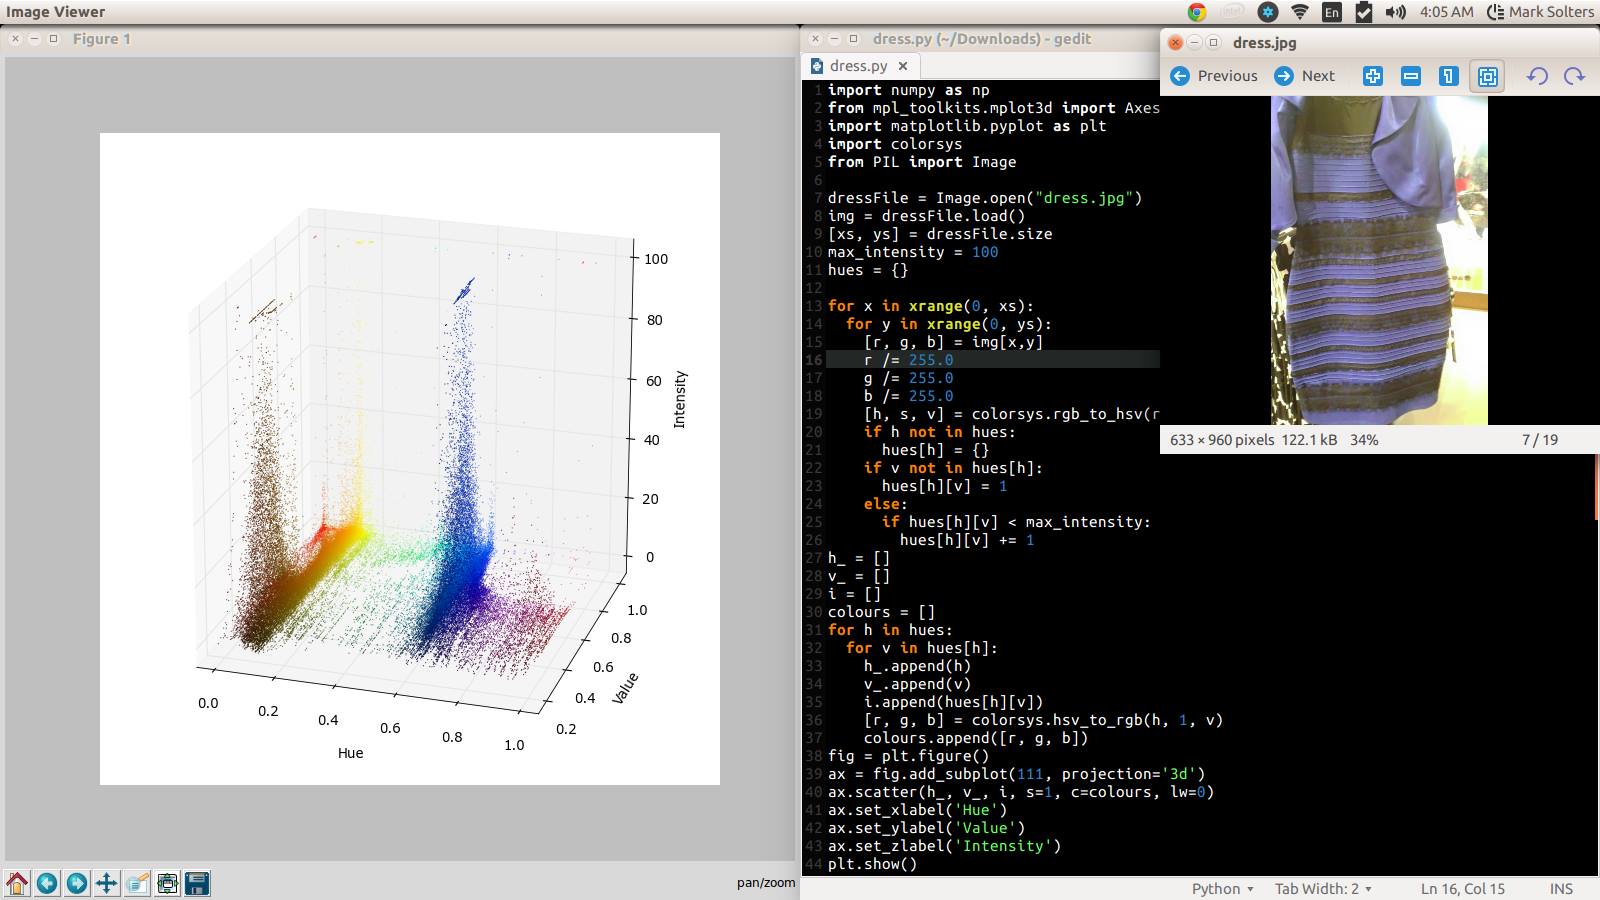 Image Viewer
En
4:05 AM
Mark Solters
Figure 1
100
80
60
40
20
0
Intensity
1.0
0.8
0.6
0.4
0.2
Value
0.0
0.2
0.4
0.6
0.8
1.0
Hue
pan/zoom
dress.py (~/Downloads) - gedit
dress.py
1 import numpy as np
2 from mpl_toolkits.mplot3d import Axes
3 import matplotlib.pyplot as plt
4 import colorsys
5 from PIL import Image
6
7 dressFile = Image.open("dress.jpg")
8 img = dressFile.load()
9 [xs, ys] = dressFile.size
10 max_intensity = 100
11 hues = {}
12
13 for x in xrange(0, xs):
14   for y in xrange(0, ys):
15     [r, g, b] = img[x,y]
16     r /= 255.0
17     g /= 255.0
18     b /= 255.0
19     [h, s, v] = colorsys.rgb_to_hsv(r
20     if h not in hues:
21       hues[h] = {}
22     if v not in hues[h]:
23       hues[h][v] = 1
24     else:
25       if hues[h][v] < max_intensity:
26         hues[h][v] += 1
27 h_ = []
28 v_ = []
29 i = []
30 colours = []
31 for h in hues:
32   for v in hues[h]:
33     h_.append(h)
34     v_.append(v)
35     i.append(hues[h][v])
36     [r, g, b] = colorsys.hsv_to_rgb(h, 1, v)
37     colours.append([r, g, b])
38 fig = plt.figure()
39 ax = fig.add_subplot(111, projection='3d')
40 ax.scatter(h_, v_, i, s=1, c=colours, lw=0)
41 ax.set_xlabel('Hue')
42 ax.set_ylabel('Value')
43 ax.set_zlabel('Intensity')
44 plt.show()
Python
Tab Width: 2
Ln 16, Col 15
INS
dress.jpg
Previous
Next
633 × 960 pixels 122.1 kB 34%
7 / 19